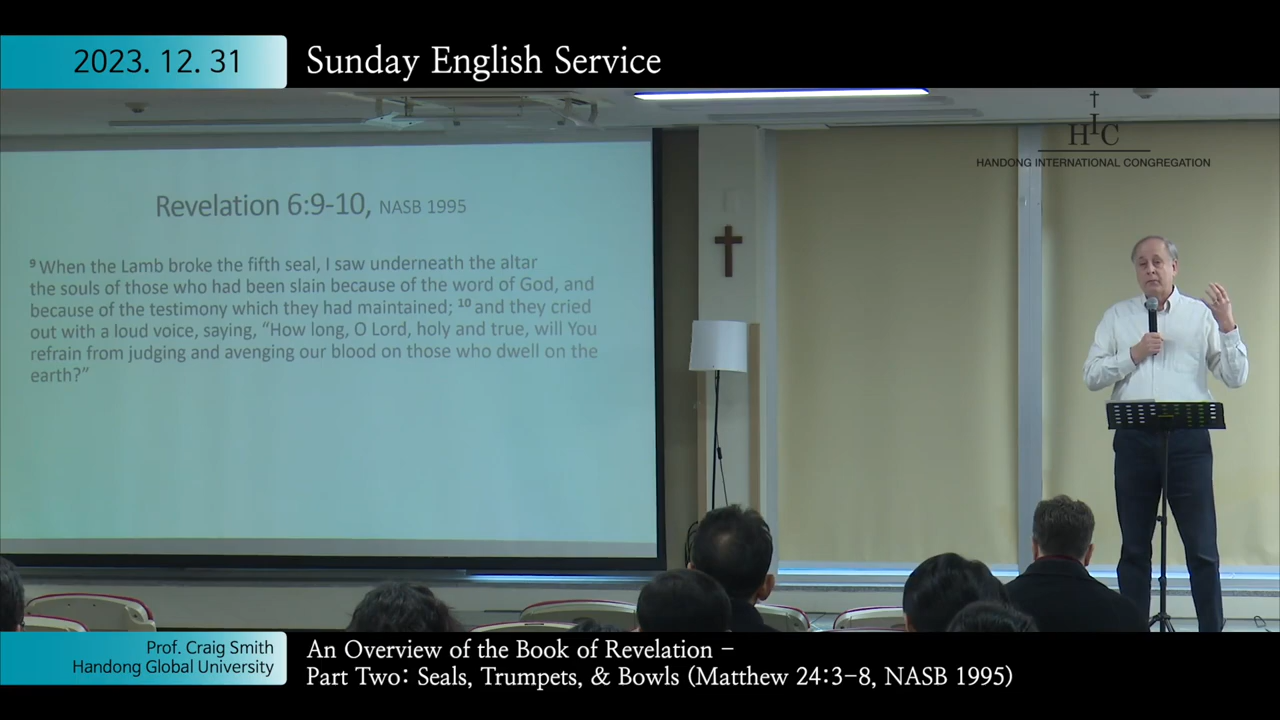 2023. 12. 31
Sunday English Service
HIC
HANDONG INTERNATIONAL CONGREGATION
Revelation 6:9-10, NASB 1995
⁹ When the Lamb broke the fifth seal, I saw underneath the altar
the souls of those who had been slain because of the word of God, and
because of the testimony which they had maintained; ¹⁰ and they cried
out with a loud voice, saying, “How long, O Lord, holy and true, will You
refrain from judging and avenging our blood on those who dwell on the
earth?”
Prof. Craig Smith
Handong Global University
An Overview of the Book of Revelation –
Part Two: Seals, Trumpets, & Bowls (Matthew 24:3–8, NASB 1995)